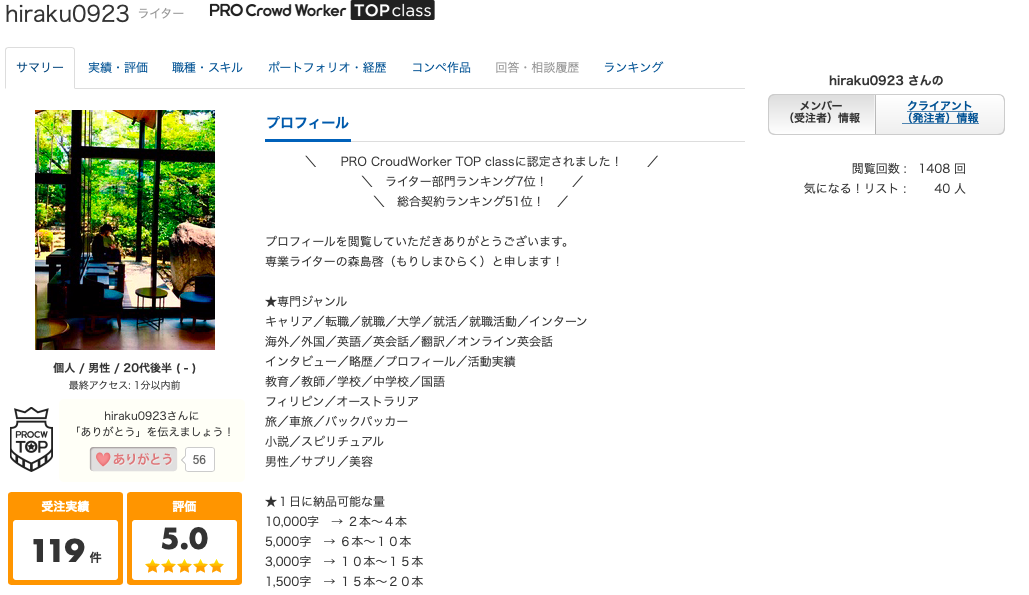 hiraku0923 ライター PRO Crowd Worker TOP class
サマリー 実績・評価 職種・スキル ポートフォリオ・経歴 コンペ作品 回答・相談履歴 ランキング
hiraku0923 さんの
メンバー
（受注者）情報
クライアント
（発注者）情報
閲覧回数： 1408 回
気になる！リスト： 40 人
プロフィール
＼ PRO CroudWorker TOP classに認定されました！ ／
＼ ライター部門ランキング7位！ ／
＼ 総合契約ランキング51位！ ／
プロフィールを閲覧していただきありがとうございます。
専業ライターの森島啓（もりしまひらく）と申します！
★専門ジャンル
キャリア／転職／就職／大学／就活／就職活動／インターン
海外／外国／英語／英会話／翻訳／オンライン英会話
インタビュー／略歴／プロフィール／活動実績
教育／教師／学校／中学校／国語
フィリピン／オーストラリア
旅／車旅／バックパッカー
小説／スピリチュアル
男性／サプリ／美容
★１日に納品可能な量
10,000字　→ ２本〜４本
5,000字　→ ６本〜１０本
3,000字　→ １０本〜１５本
1,500字　→ １５本〜２０本
個人 / 男性 / 20代後半 ( - )
最終アクセス: 1分以内前
PROCW
TOP
hiraku0923さんに
「ありがとう」を伝えましょう！
ありがとう 56
受注実績
119 件
評価
5.0